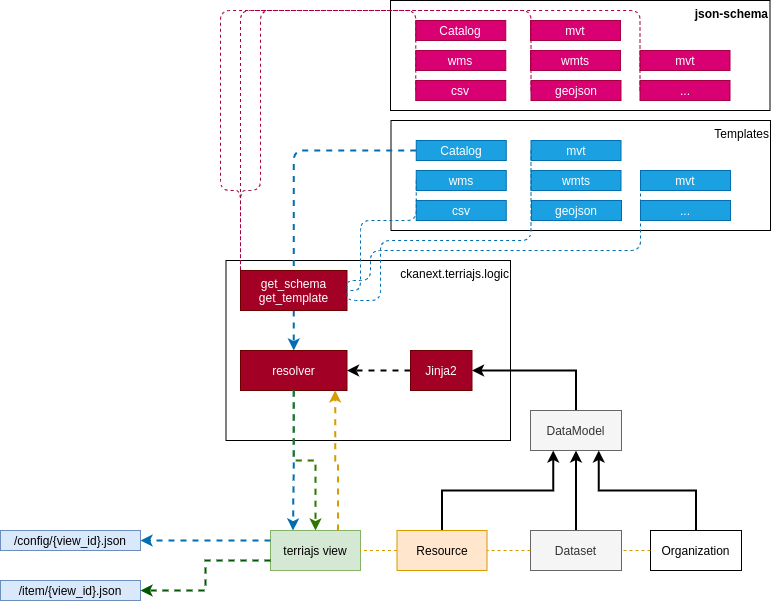 json-schema
Catalog
mvt
wms
wmts
mvt
csv
geojson
...
Templates
Catalog
mvt
wms
wmts
mvt
csv
geojson
...
ckanext.terriajs.logic
get_schema
get_template
resolver
Jinja2
DataModel
/config/{view_id}.json
terriajs view
Resource
Dataset
Organization
/item/{view_id}.json